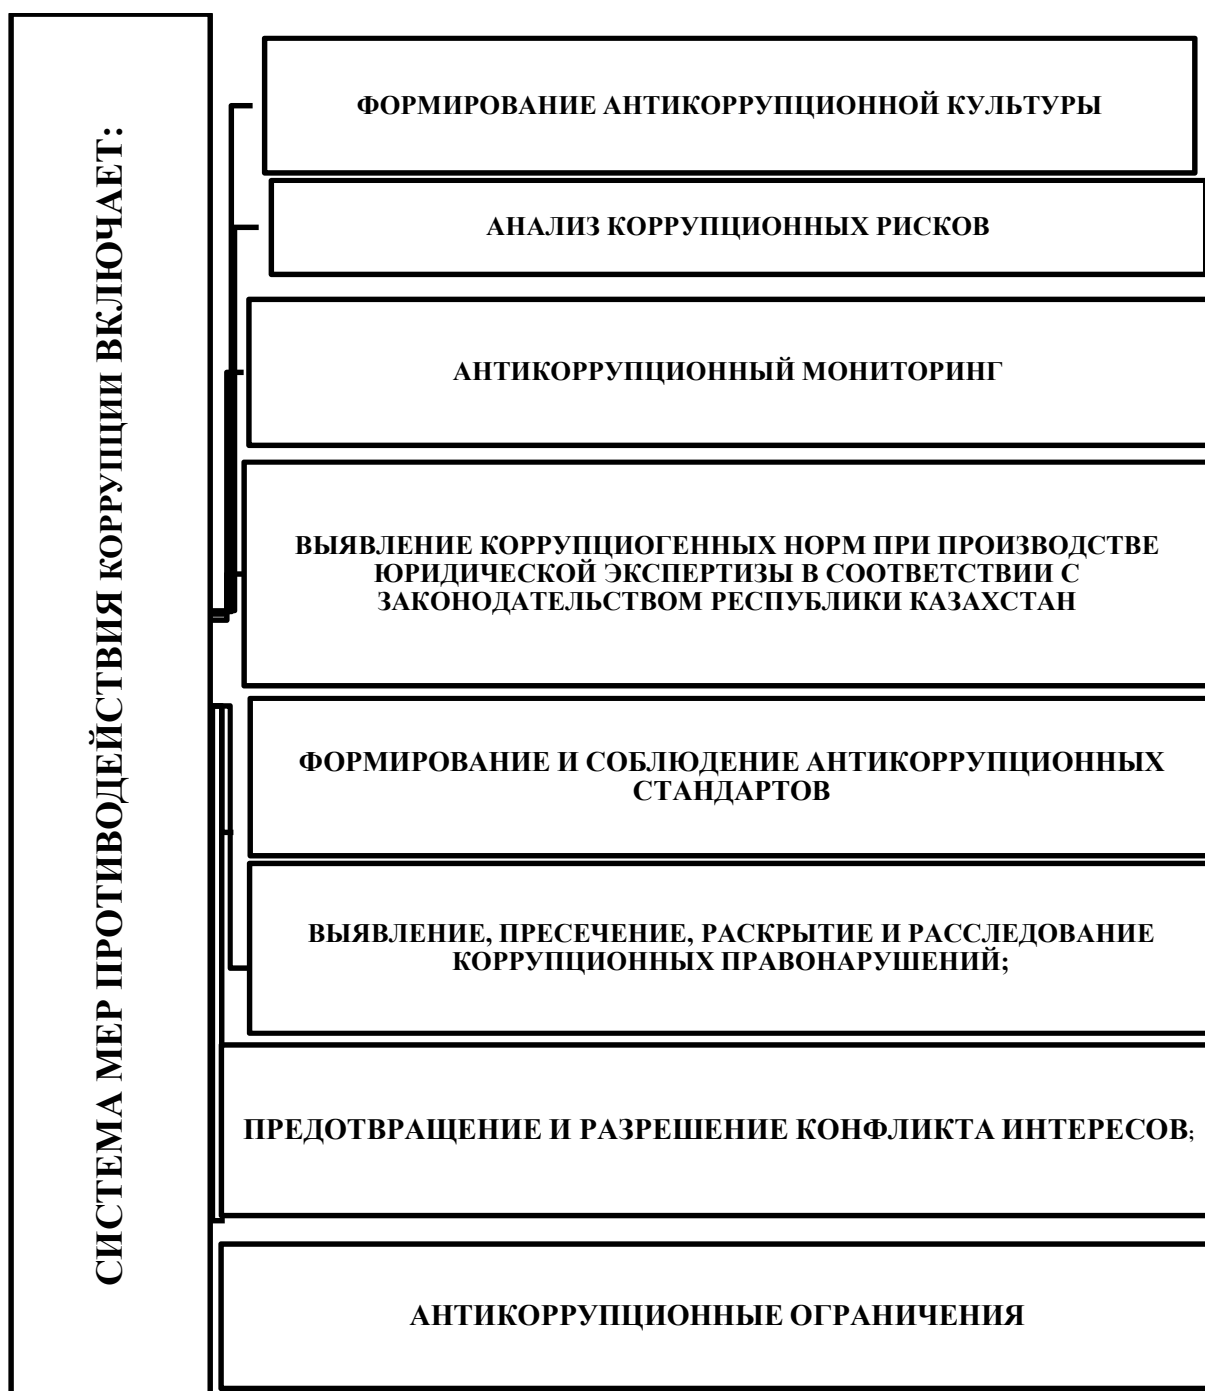 СИСТЕМА МЕР ПРОТИВОДЕЙСТВИЯ КОРРУПЦИИ ВКЛЮЧАЕТ:
ФОРМИРОВАНИЕ АНТИКОРРУПЦИОННОЙ КУЛЬТУРЫ
АНАЛИЗ КОРРУПЦИОННЫХ РИСКОВ
АНТИКОРРУПЦИОННЫЙ МОНИТОРИНГ
ВЫЯВЛЕНИЕ КОРРУПЦИОГЕННЫХ НОРМ ПРИ ПРОИЗВОДСТВЕ
ЮРИДИЧЕСКОЙ ЭКСПЕРТИЗЫ В СООТВЕТСТВИИ С
ЗАКОНОДАТЕЛЬСТВОМ РЕСПУБЛИКИ КАЗАХСТАН
ФОРМИРОВАНИЕ И СОБЛЮДЕНИЕ АНТИКОРРУПЦИОННЫХ
СТАНДАРТОВ
ВЫЯВЛЕНИЕ, ПРЕСЕЧЕНИЕ, РАСКРЫТИЕ И РАССЛЕДОВАНИЕ
КОРРУПЦИОННЫХ ПРАВОНАРУШЕНИЙ;
ПРЕДОТВРАЩЕНИЕ И РАЗРЕШЕНИЕ КОНФЛИКТА ИНТЕРЕСОВ;
АНТИКОРРУПЦИОННЫЕ ОГРАНИЧЕНИЯ